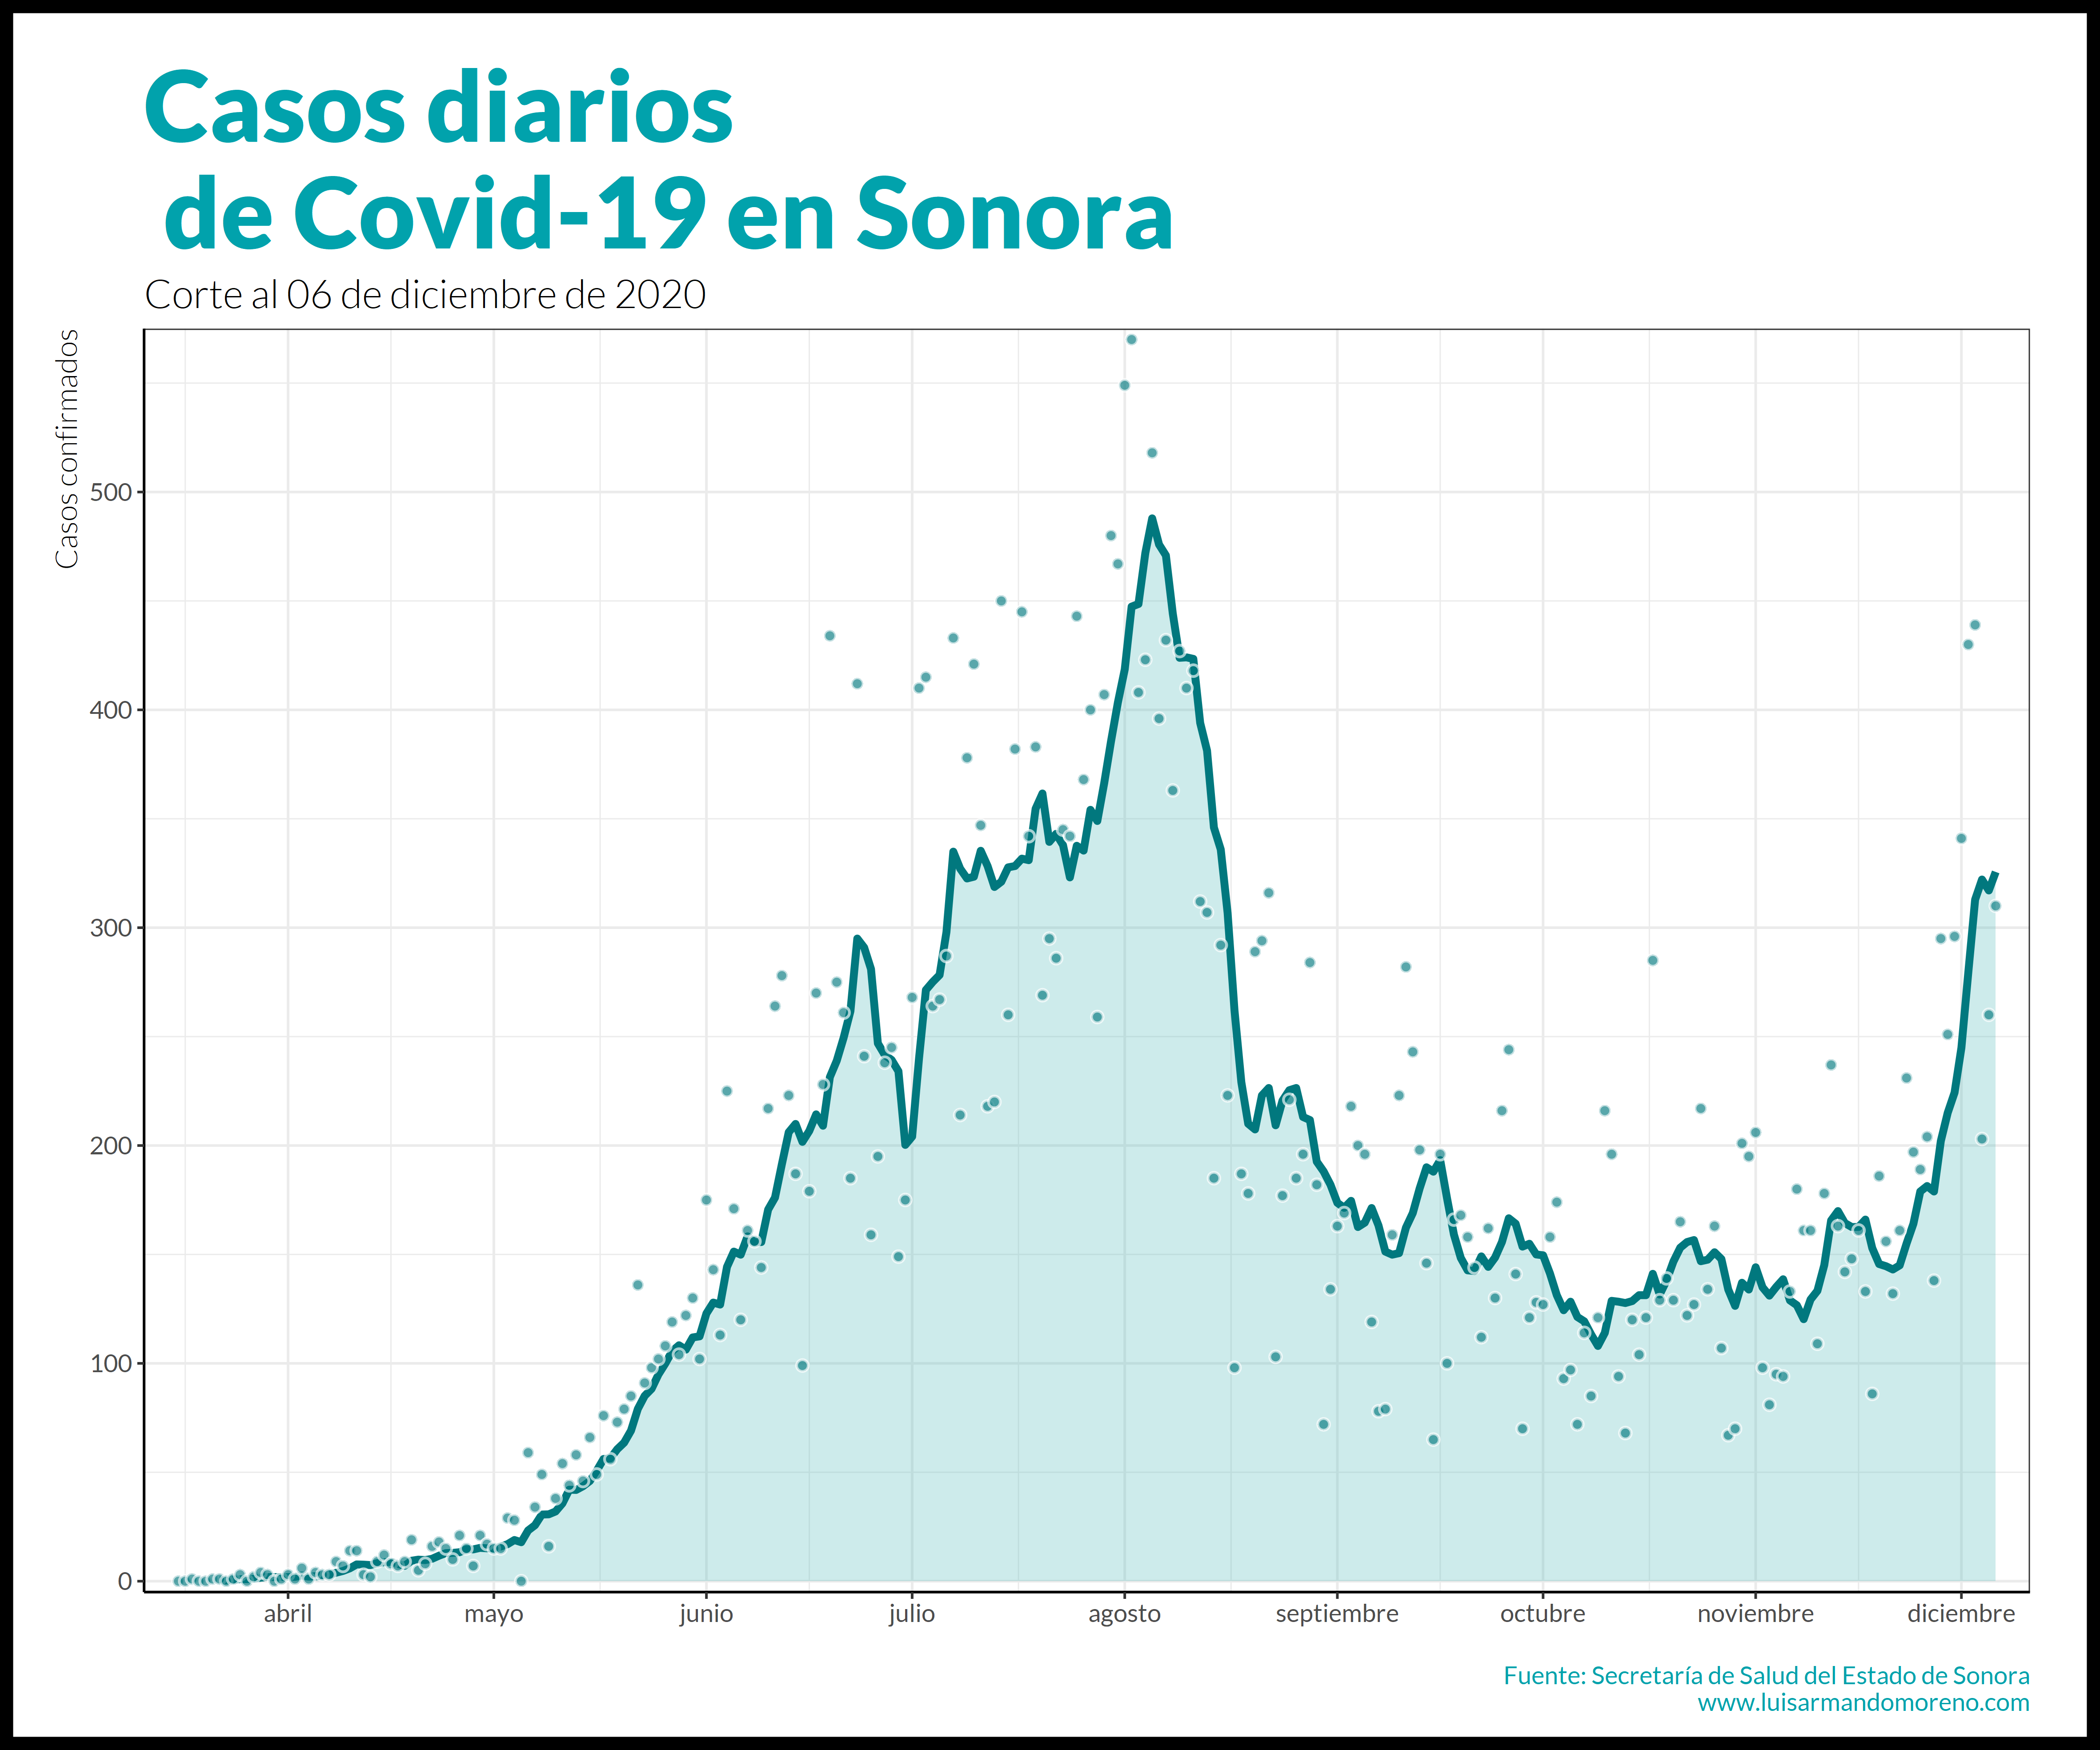 Casos diarios
de Covid-19 en Sonora
Corte al 06 de diciembre de 2020
Casos confirmados
500
400
300
200
100
0
abril mayo junio julio agosto septiembre octubre noviembre diciembre
Fuente: Secretaría de Salud del Estado de Sonora
www.luisarmandomoreno.com